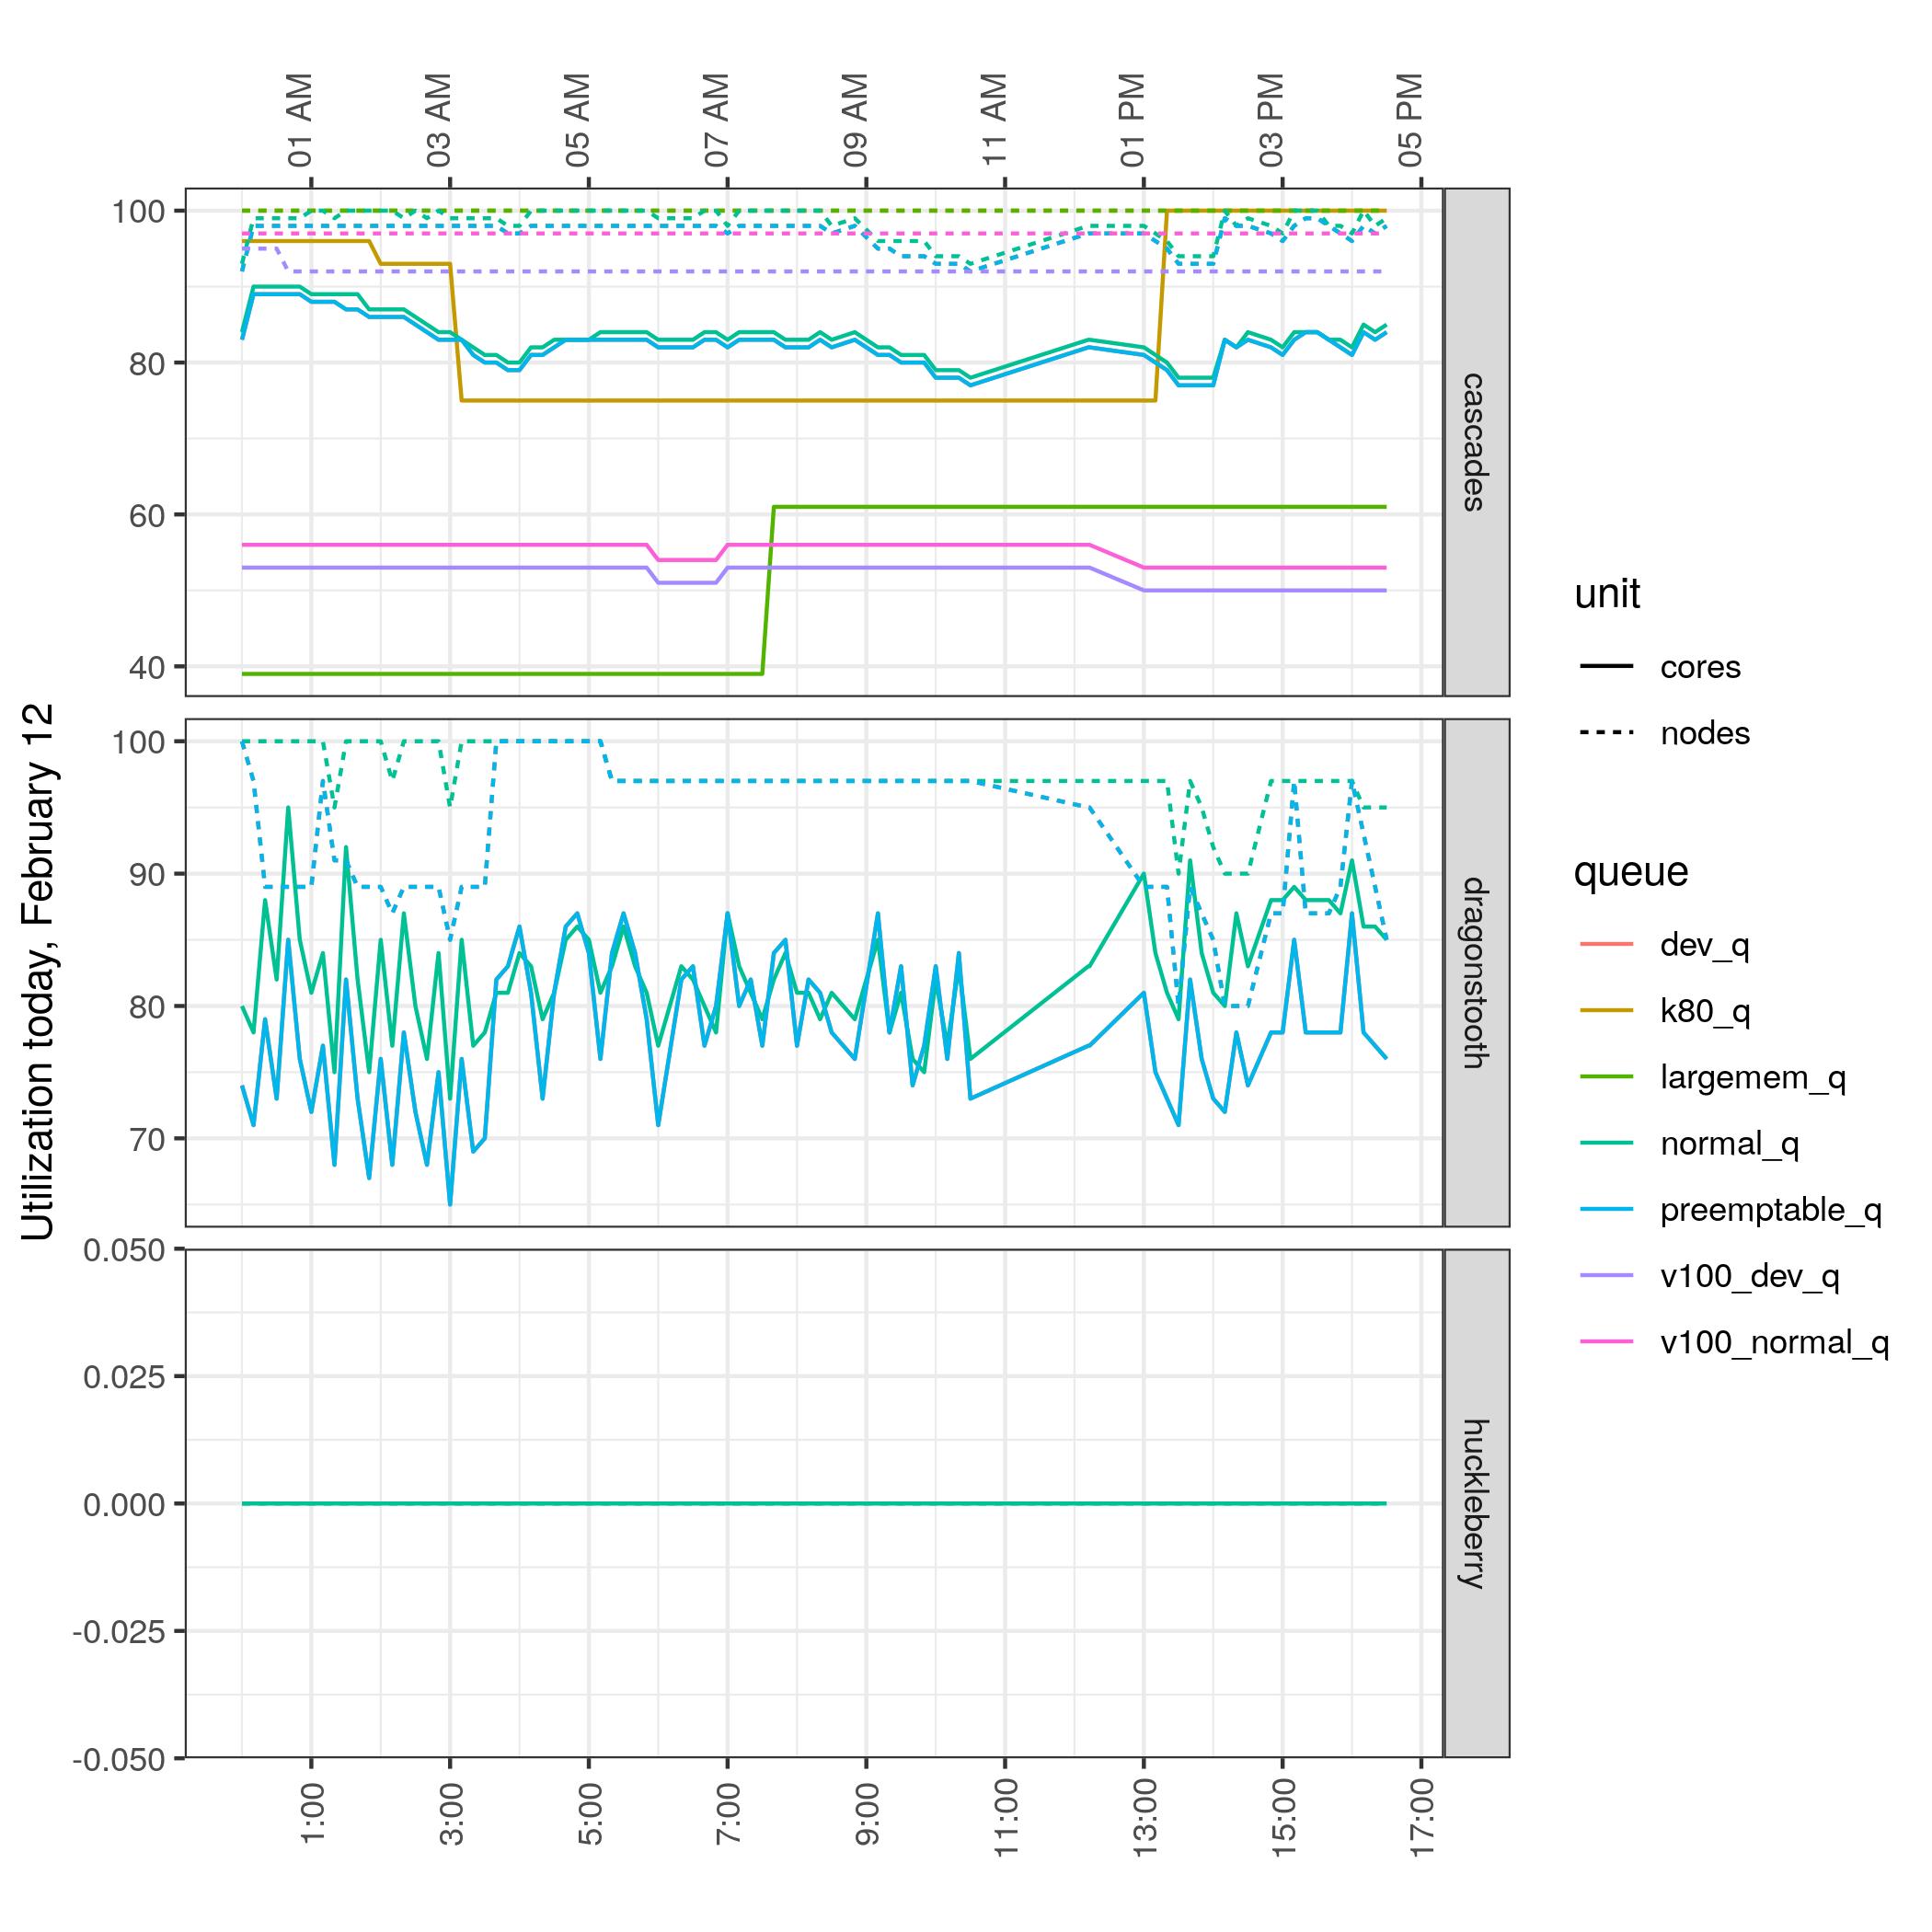 01 AM
03 AM
05 AM
07 AM
09 AM
11 AM
01 PM
03 PM
05 PM
Utilization today, February 12
100
80
60
40
cascades
100
90
80
70
dragonstooth
0.050
0.025
0.000
-0.025
-0.050
huckleberry
1:00
3:00
5:00
7:00
9:00
11:00
13:00
15:00
17:00
unit
cores
nodes
queue
dev_q
k80_q
largemem_q
normal_q
preemptable_q
v100_dev_q
v100_normal_q